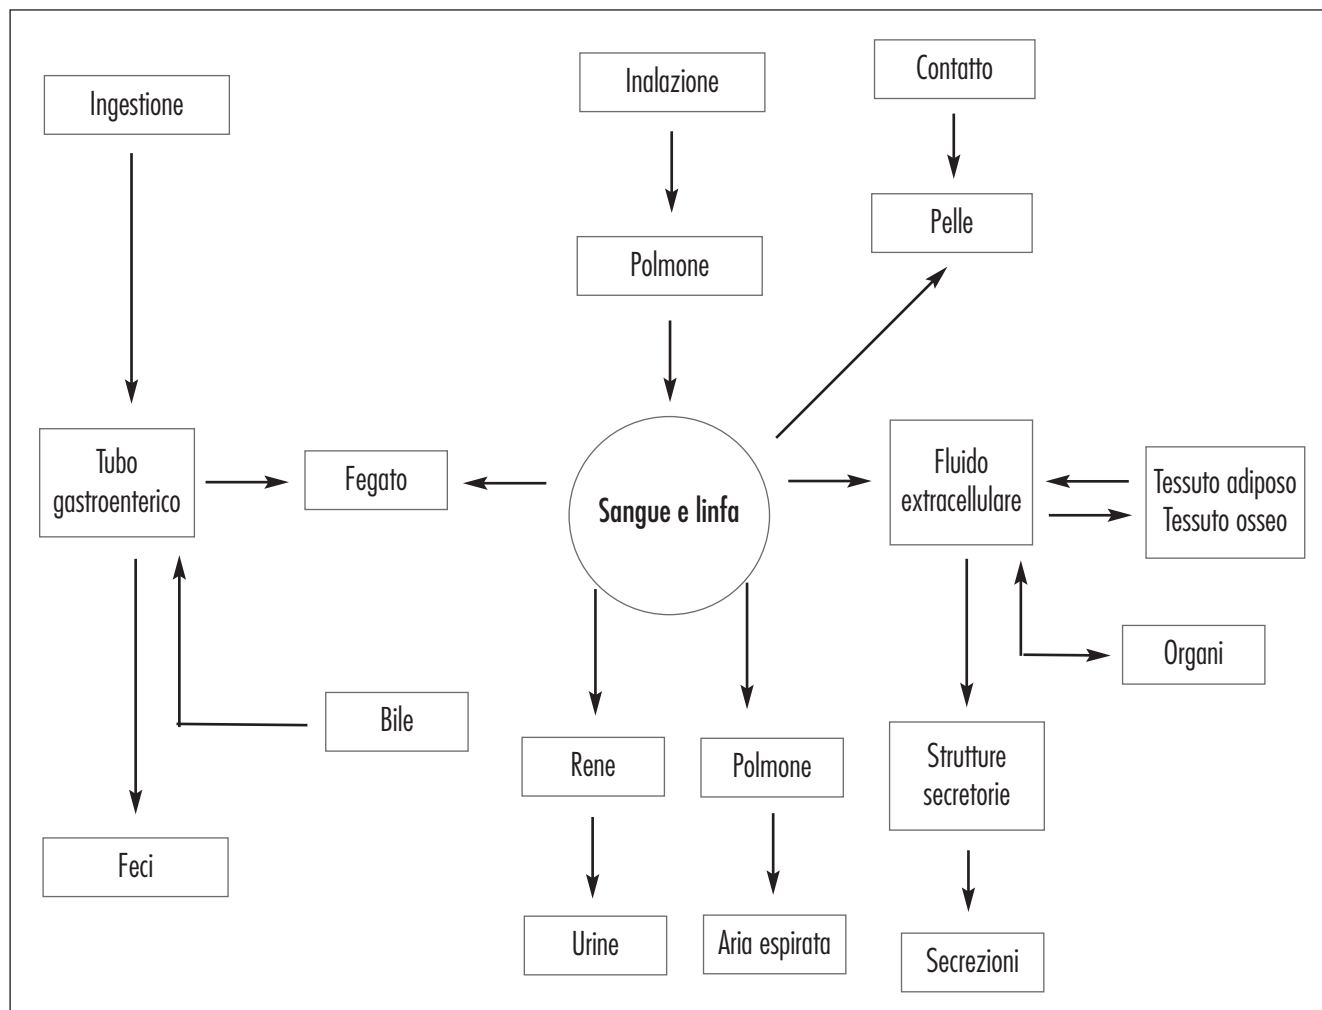 Contatto
Inalazione
Ingestione
Pelle
Polmone
Tubo
gastroenterico
Fegato
Sangue e linfa
Fluido
extracellulare
Tessuto adiposo
Tessuto osseo
Organi
Bile
Rene
Polmone
Strutture
secretorie
Feci
Urine
Aria espirata
Secrezioni